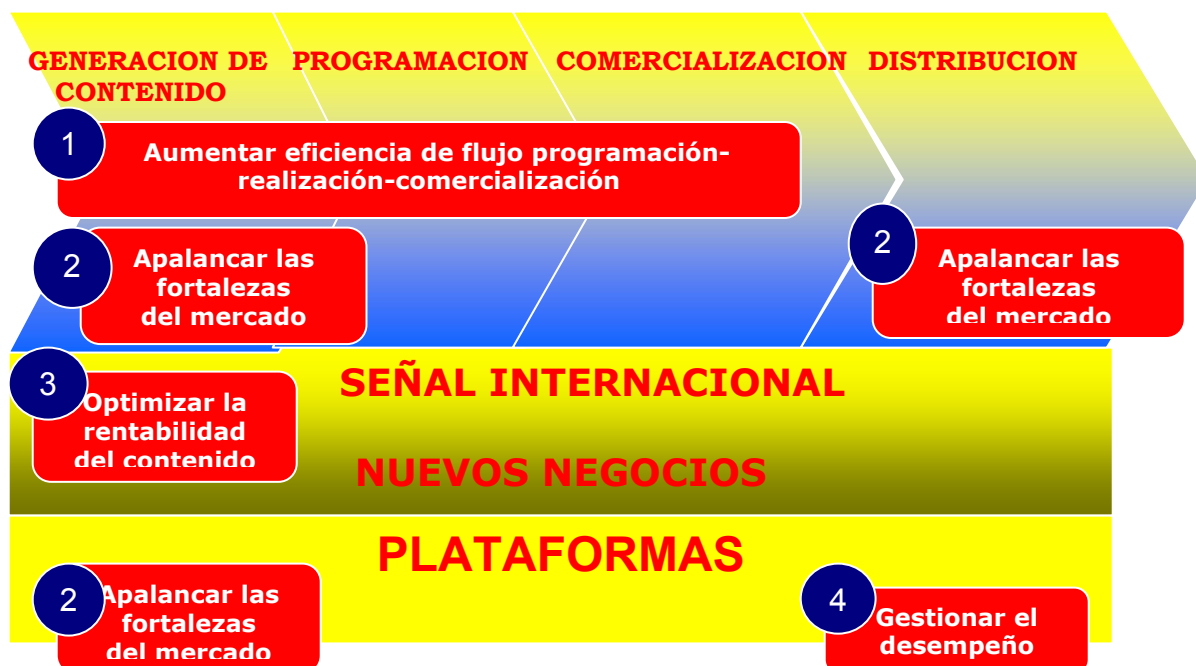 GENERACION DE CONTENIDO
PROGRAMACION
COMERCIALIZACION
DISTRIBUCION
1
Aumentar eficiencia de flujo programación-
realización-comercialización
2
Apalancar las
fortalezas
del mercado
2
Apalancar las
fortalezas
del mercado
SEÑAL INTERNACIONAL
3
Optimizar la
rentabilidad
del contenido
NUEVOS NEGOCIOS
PLATAFORMAS
2
Apalancar las
fortalezas
del mercado
4
Gestionar el
desempeño